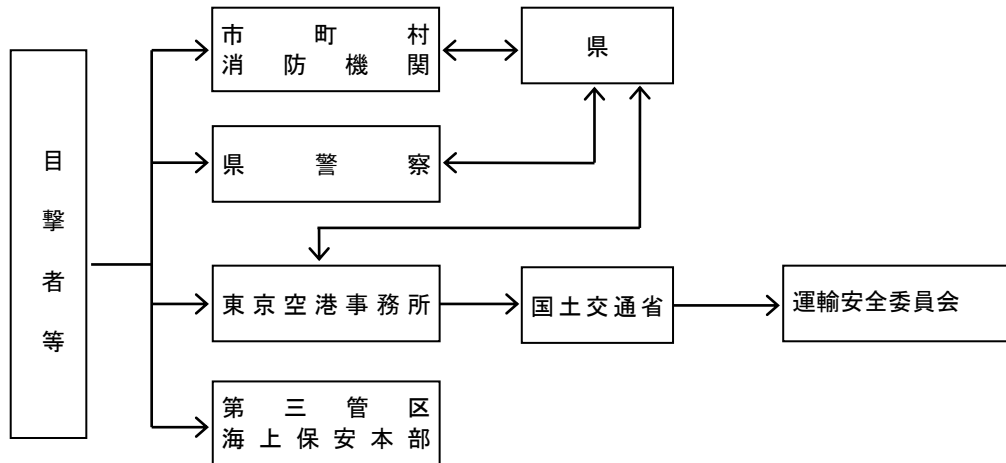 目撃者等
市町村
消防機関
県
県警察
東京空港事務所
国土交通省
運輸安全委員会
第三管区
海上保安本部